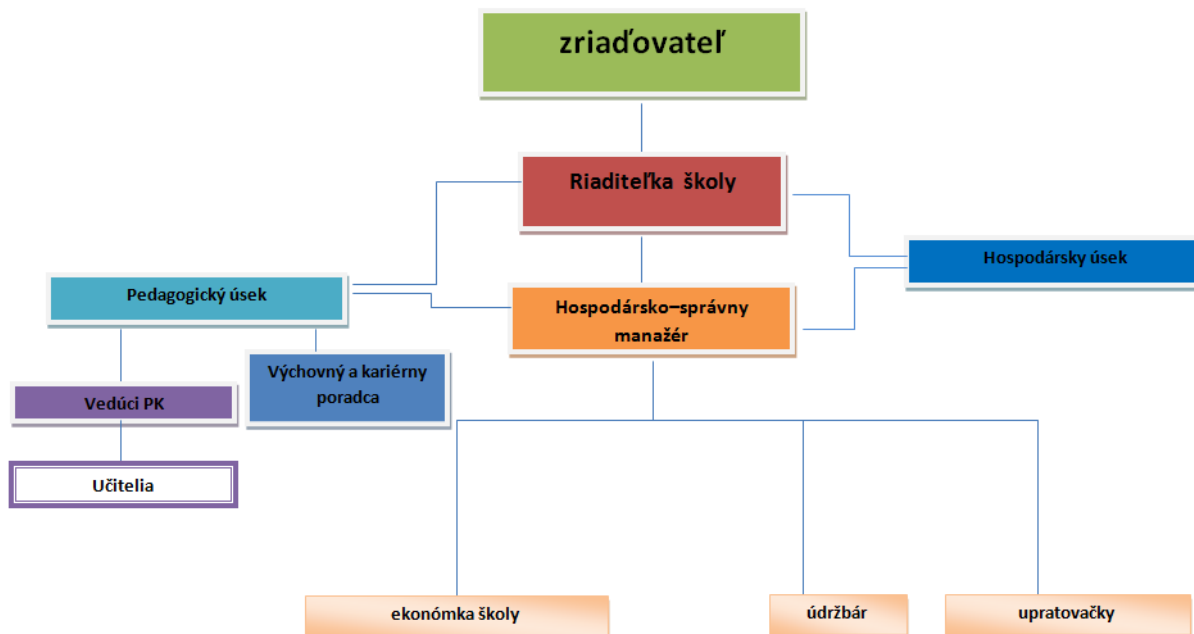 zriaďovateľ
Riaditeľka školy
Hospodársky úsek
Pedagogický úsek
Hospodársko–správny
manažér
Výchovný a kariérny
poradca
Vedúci PK
Učitelia
ekonómka školy
údržbár
upratovačky